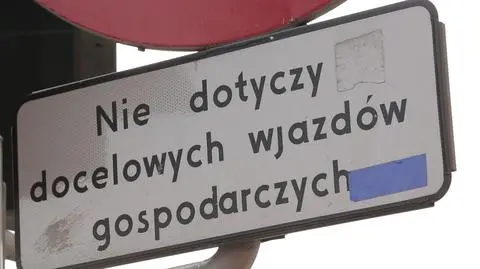 Nie dotyczy
docelowych wjazdów
gospodarczych